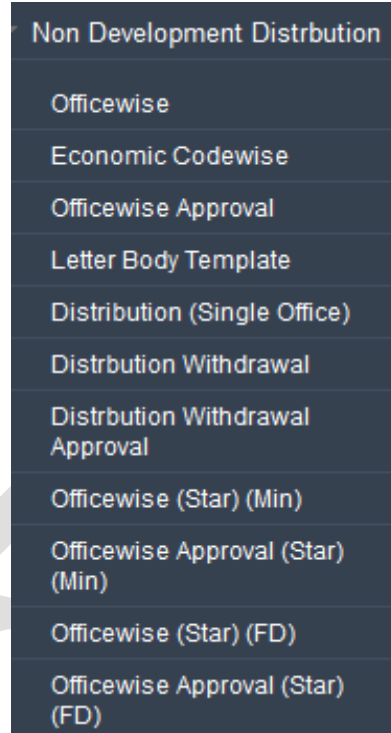 Non Development Distrbution
Officewise
Economic Codewise
Officewise Approval
Letter Body Template
Distribution (Single Office)
Distrbution Withdrawal
Distrbution Withdrawal
Approval
Officewise (Star) (Min)
Officewise Approval (Star)
(Min)
Officewise (Star) (FD)
Officewise Approval (Star)
(FD)